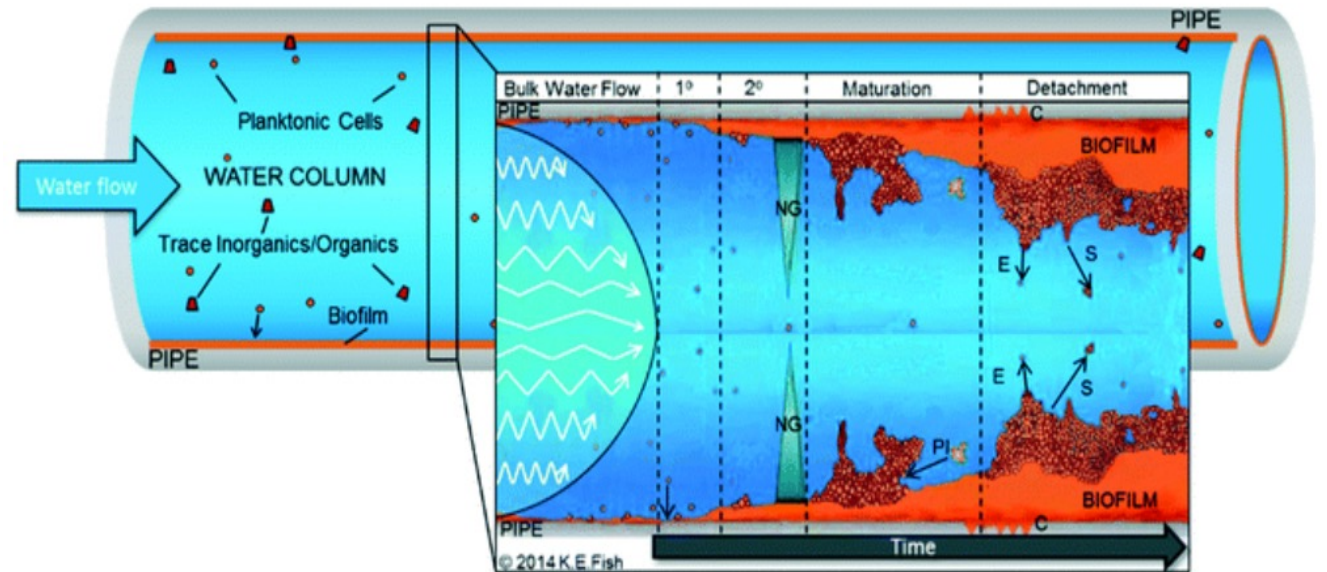 PIPE
Bulk Water Flow 1º 2º Maturation Detachment
PIPE C
Planktonic Cells
BIOFILM
WATER COLUMN
Water flow
NG
Trace Inorganics/Organics
E S
Biofilm
PIPE
E S
NG
PI
BIOFILM
PIPE C
Time
© 2014 K.E.Fish